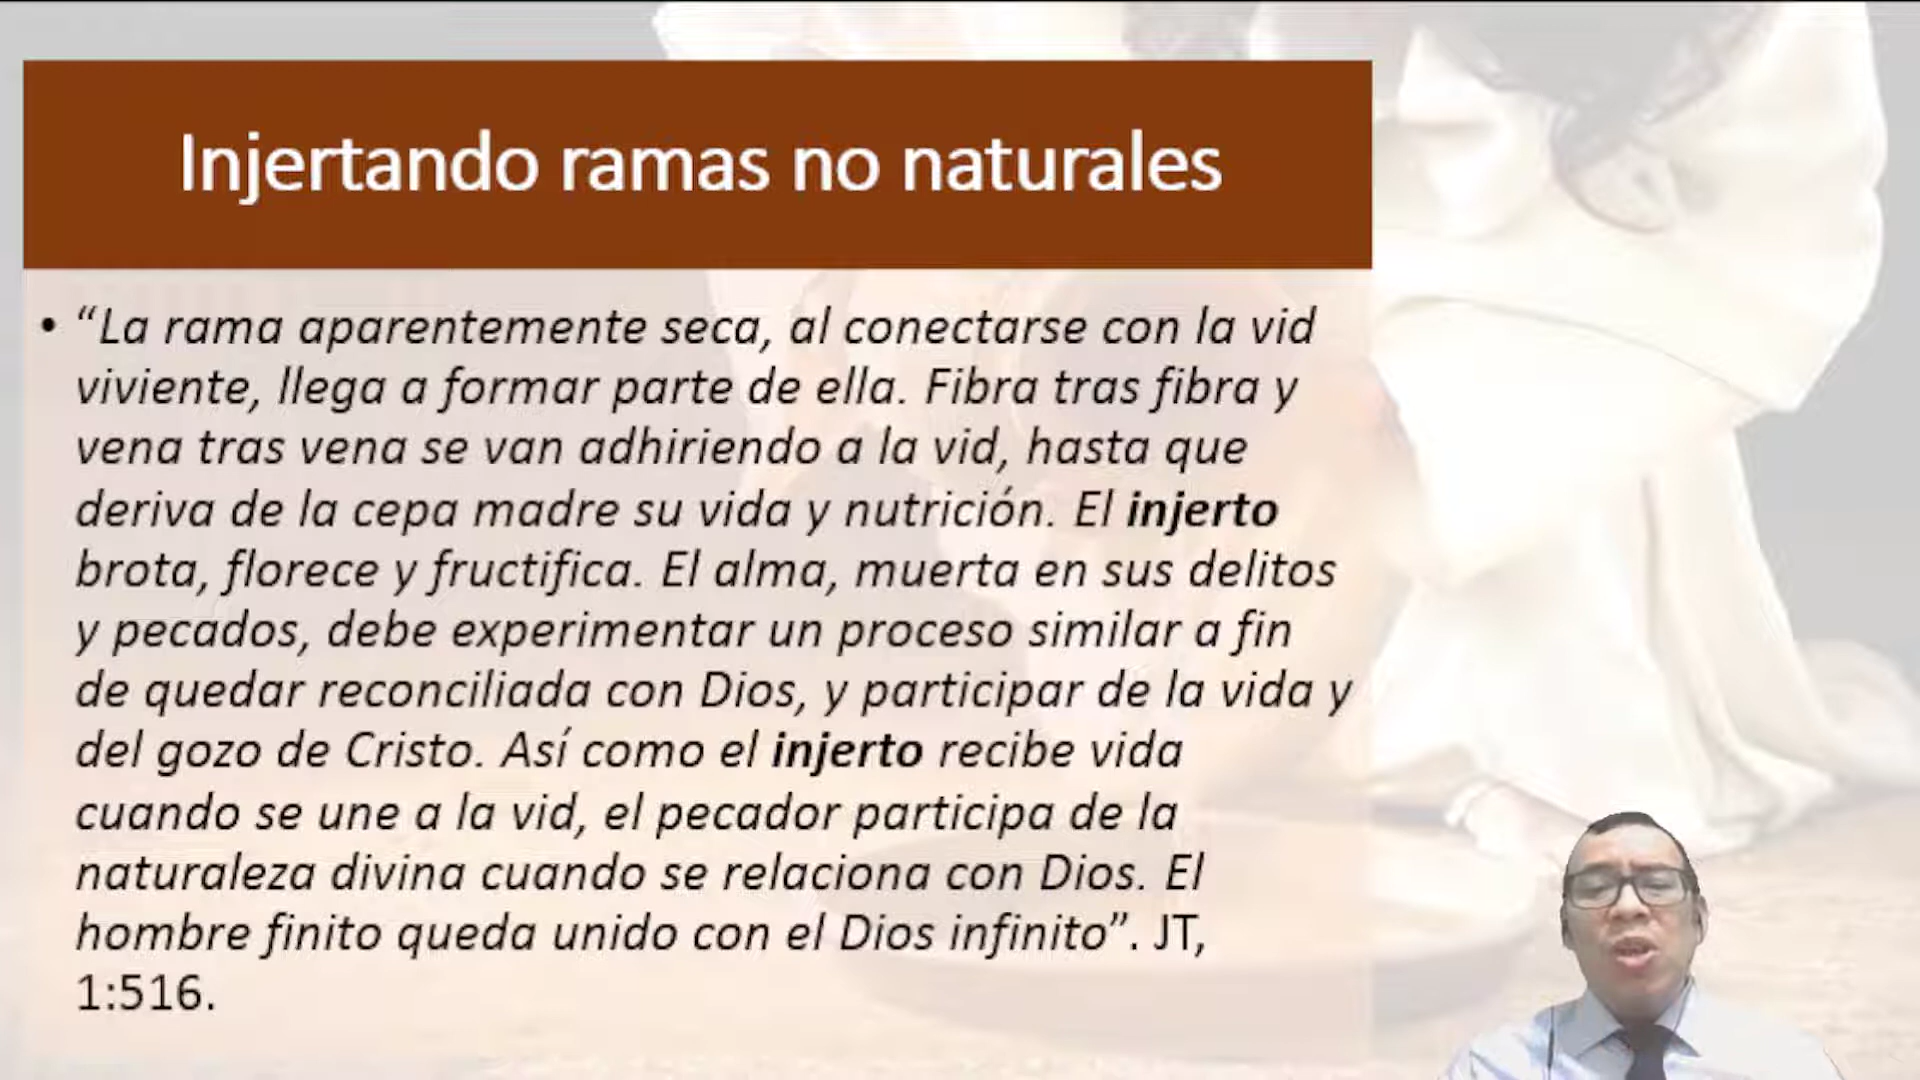 Injertando ramas no naturales
• “La rama aparentemente seca, al conectarse con la vid
viviente, llega a formar parte de ella. Fibra tras fibra y
vena tras vena se van adhiriendo a la vid, hasta que
deriva de la cepa madre su vida y nutrición. El injerto
brota, florece y fructifica. El alma, muerta en sus delitos
y pecados, debe experimentar un proceso similar a fin
de quedar reconciliada con Dios, y participar de la vida y
del gozo de Cristo. Así como el injerto recibe vida
cuando se une a la vid, el pecador participa de la
naturaleza divina cuando se relaciona con Dios. El
hombre finito queda unido con el Dios infinito”. JT,
1:516.